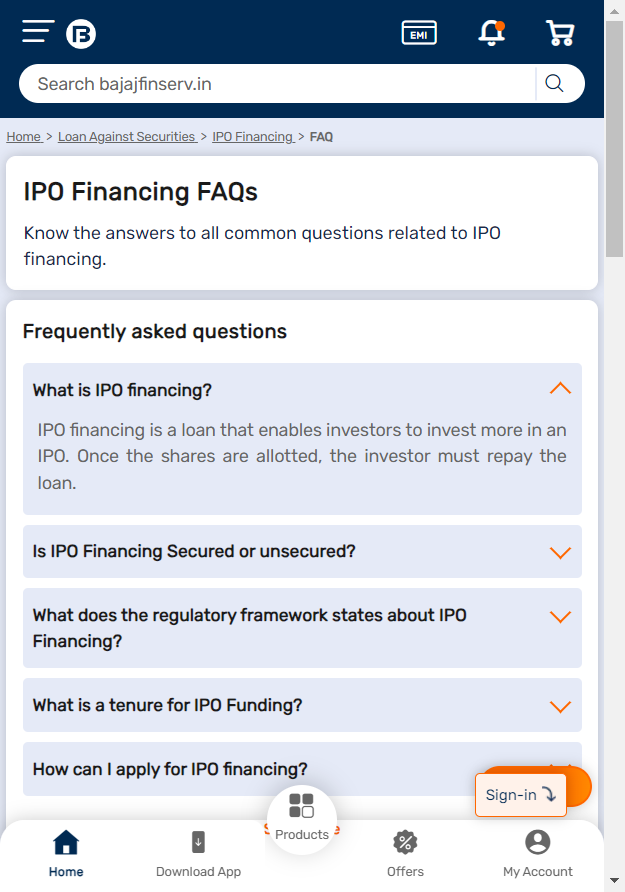 EMI
Search bajajfinserv.in
Home > Loan Against Securities > IPO Financing > FAQ
IPO Financing FAQs
Know the answers to all common questions related to IPO
financing.
Frequently asked questions
What is IPO financing?
IPO financing is a loan that enables investors to invest more in an
IPO. Once the shares are allotted, the investor must repay the
loan.
Is IPO Financing Secured or unsecured?
What does the regulatory framework states about IPO
Financing?
What is a tenure for IPO Funding?
How can I apply for IPO financing?
Sign-in
Products
Home
Download App
Offers
My Account